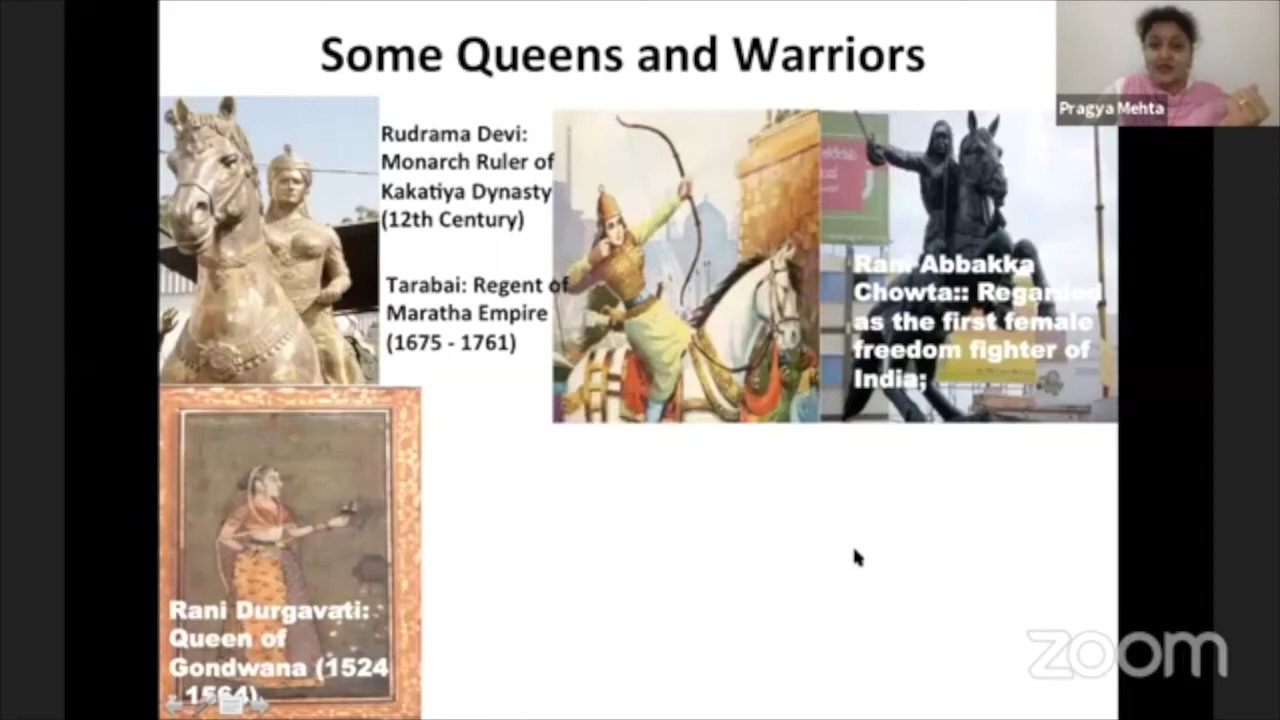 Some Queens and Warriors
Pragya Mehta
Rudrama Devi:
Monarch Ruler of
Kakatiya Dynasty
(12th Century)
Tarabai: Regent of
Maratha Empire
(1675 - 1761)
Rani Abbakka
Chowta:: Regarded
as the first female
freedom fighter of
India;
Rani Durgavati:
Queen of
Gondwana (1524
- 1564)
zoom